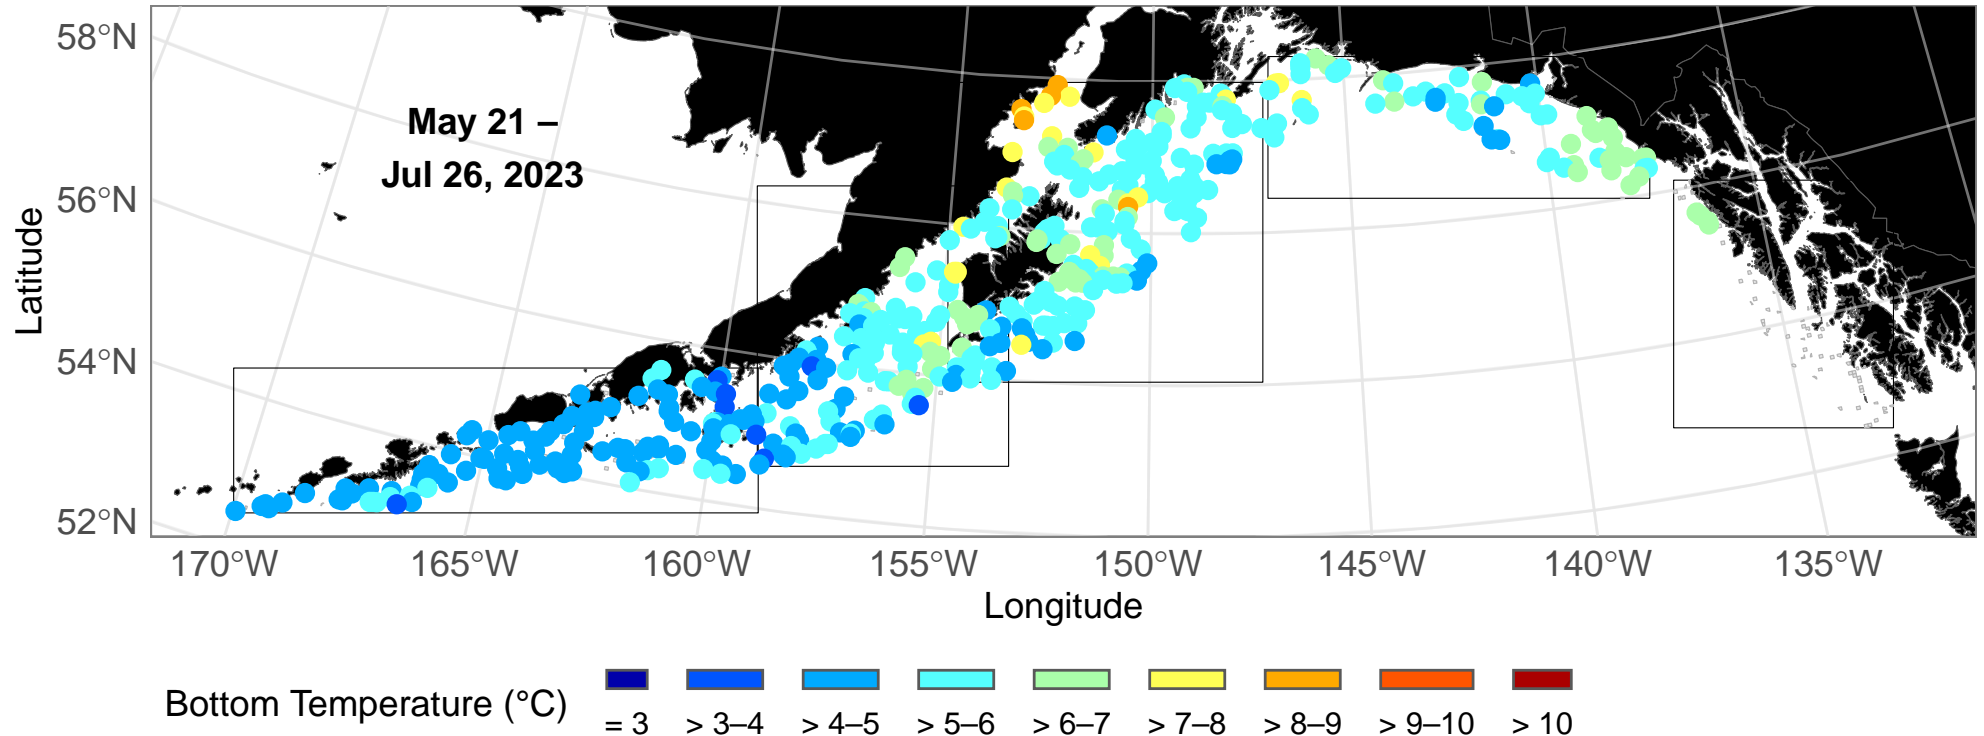 58°N
56°N
54°N
52°N
Latitude
May 21 –
Jul 26, 2023
170°W 165°W 160°W 155°W 150°W 145°W 140°W 135°W
Longitude
Bottom Temperature (°C)
= 3 > 3–4 > 4–5 > 5–6 > 6–7 > 7–8 > 8–9 > 9–10 > 10